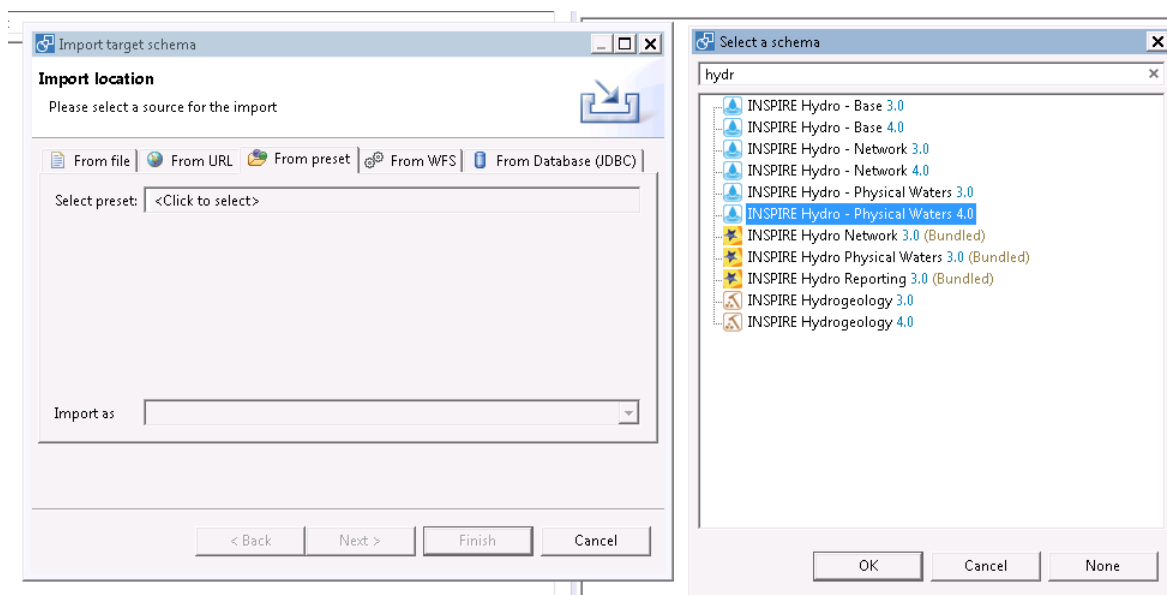 Import target schema
Import location
Please select a source for the import
From file
From URL
From preset
From WFS
From Database (JDBC)
Select preset: <Click to select>
Import as
< Back
Next >
Finish
Cancel
Select a schema
hydr
INSPIRE Hydro - Base 3.0
INSPIRE Hydro - Base 4.0
INSPIRE Hydro - Network 3.0
INSPIRE Hydro - Network 4.0
INSPIRE Hydro - Physical Waters 3.0
INSPIRE Hydro - Physical Waters 4.0
INSPIRE Hydro Network 3.0 (Bundled)
INSPIRE Hydro Physical Waters 3.0 (Bundled)
INSPIRE Hydro Reporting 3.0 (Bundled)
INSPIRE Hydrogeology 3.0
INSPIRE Hydrogeology 4.0
OK
Cancel
None